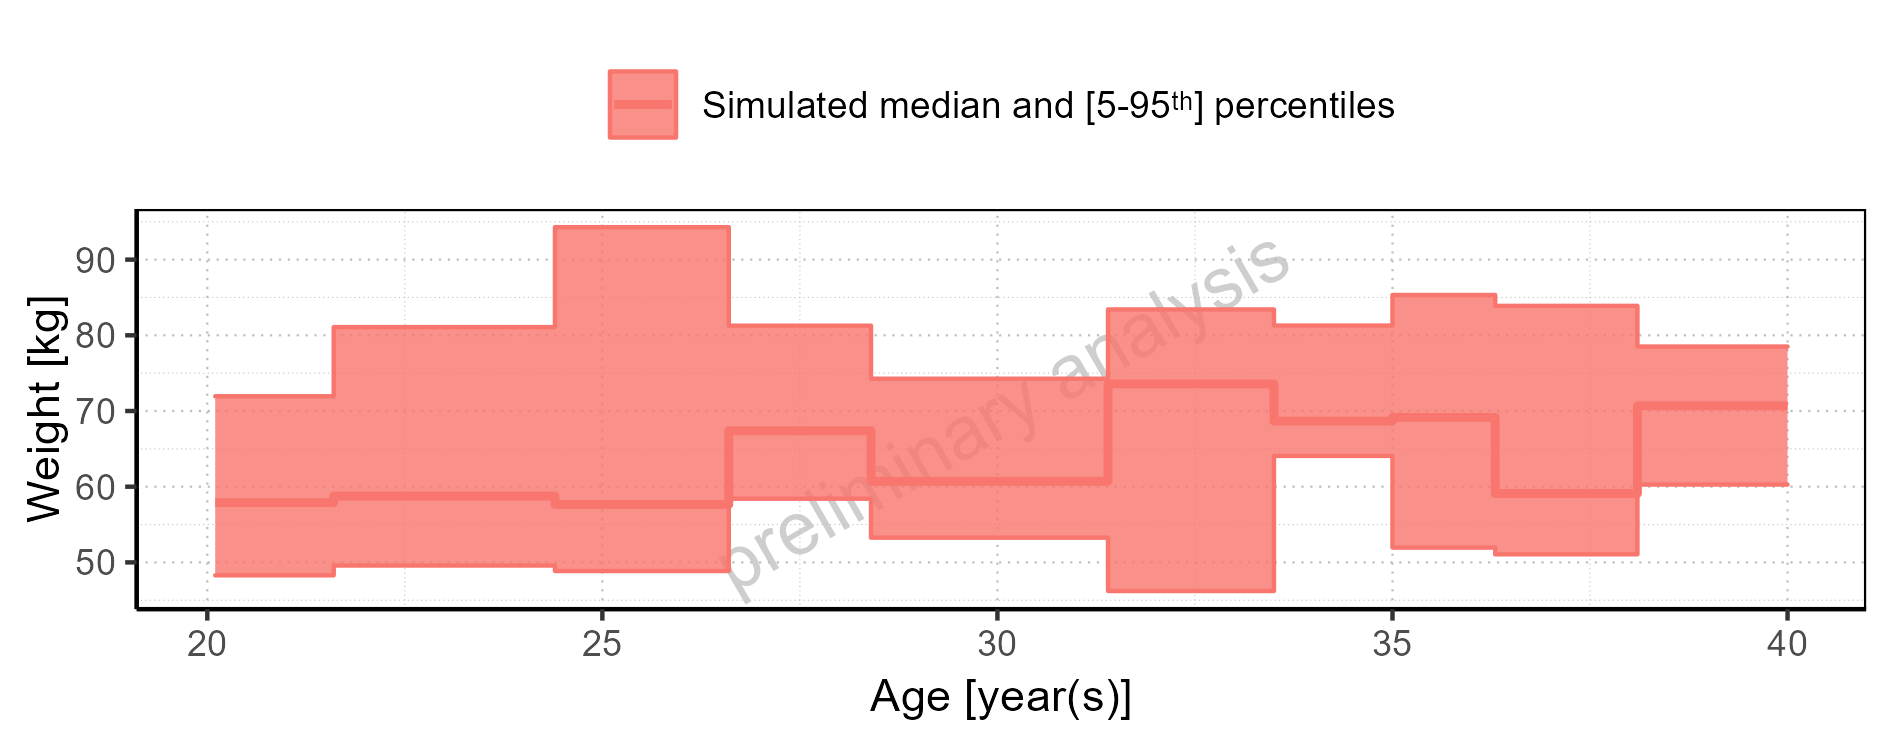 Simulated median and [5-95th] percentiles
Weight [kg]
90
80
70
60
50
preliminary analysis
20 25 30 35 40
Age [year(s)]